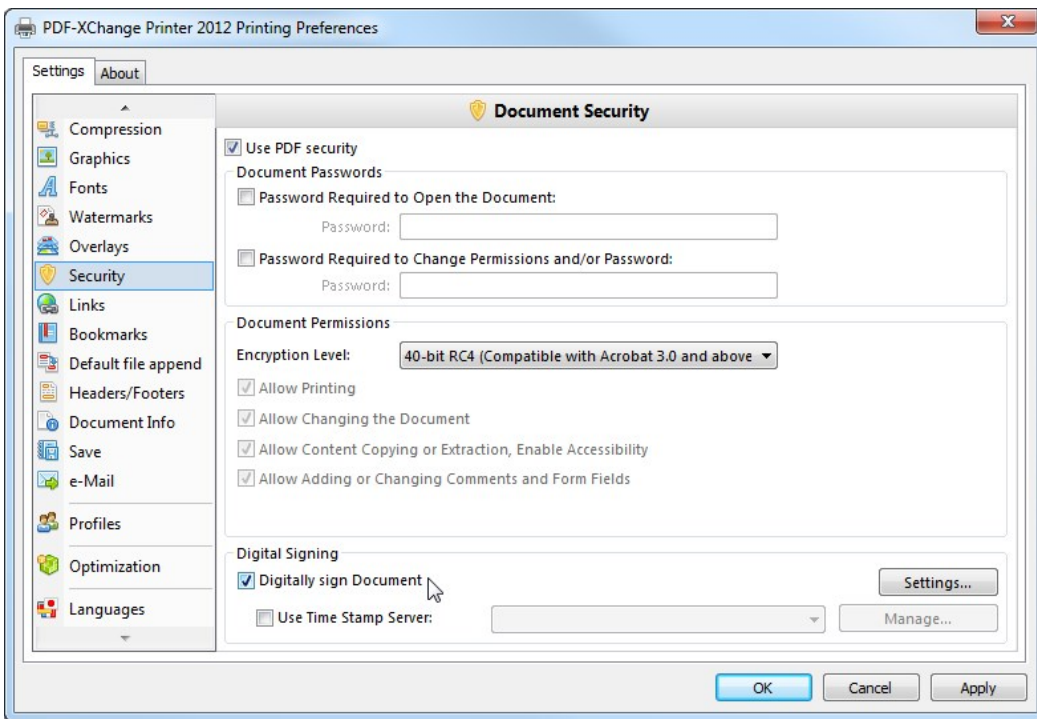 PDF-XChange Printer 2012 Printing Preferences
Settings
About
Compression
Graphics
Fonts
Watermarks
Overlays
Security
Links
Bookmarks
Default file append
Headers/Footers
Document Info
Save
e-Mail
Profiles
Optimization
Languages
Document Security
Use PDF security
Document Passwords
Password Required to Open the Document:
Password:
Password Required to Change Permissions and/or Password:
Password:
Document Permissions
Encryption Level:
40-bit RC4 (Compatible with Acrobat 3.0 and above
Allow Printing
Allow Changing the Document
Allow Content Copying or Extraction, Enable Accessibility
Allow Adding or Changing Comments and Form Fields
Digital Signing
Digitally sign Document
Settings...
Use Time Stamp Server:
Manage...
OK
Cancel
Apply